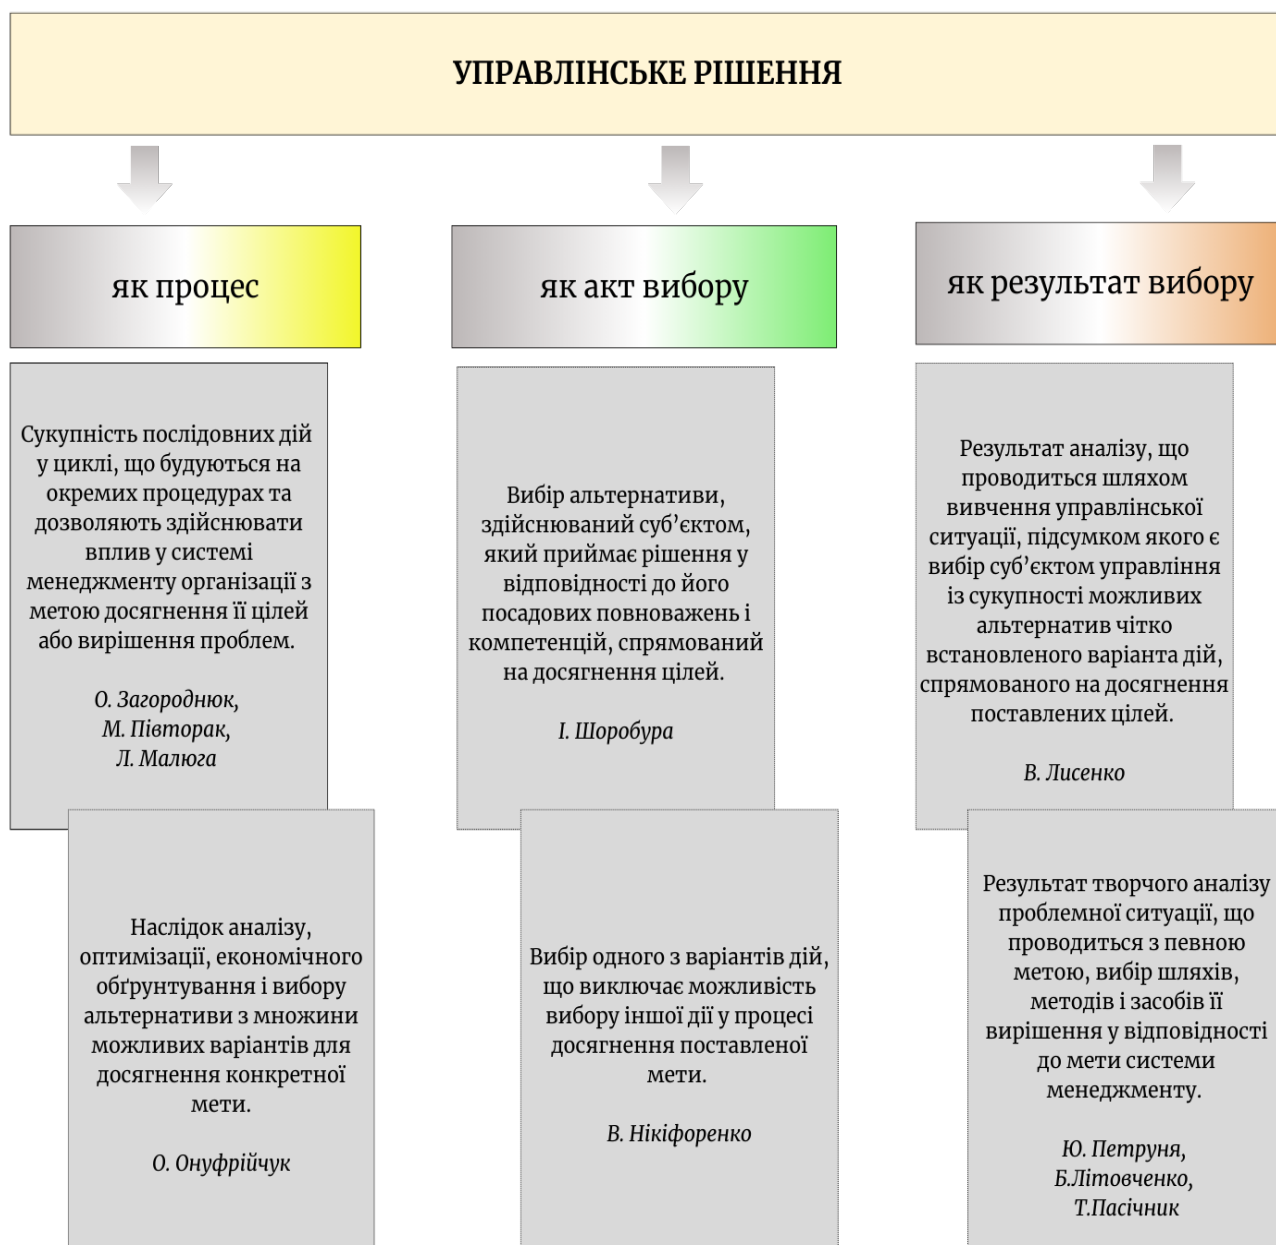 УПРАВЛІНСЬКЕ РІШЕННЯ
як процес
Сукупність послідовних дій
у циклі, що будуються на
окремих процедурах та
дозволяють здійснювати
вплив у системі
менеджменту організації з
метою досягнення її цілей
або вирішення проблем.
О. Загороднюк,
М. Півторак,
Л. Малюга
Наслідок аналізу,
оптимізації, економічного
обґрунтування і вибору
альтернативи з множини
можливих варіантів для
досягнення конкретної
мети.
О. Онуфрійчук
як акт вибору
Вибір альтернативи,
здійснюваний суб’єктом,
який приймає рішення у
відповідності до його
посадових повноважень і
компетенцій, спрямований
на досягнення цілей.
І. Шоробура
Вибір одного з варіантів дій,
що виключає можливість
вибору іншої дії у процесі
досягнення поставленої
мети.
В. Нікіфоренко
як результат вибору
Результат аналізу, що
проводиться шляхом
вивчення управлінської
ситуації, підсумком якого є
вибір суб’єктом управління
із сукупності можливих
альтернатив чітко
встановленого варіанта дій,
спрямованого на досягнення
поставлених цілей.
В. Лисенко
Результат творчого аналізу
проблемної ситуації, що
проводиться з певною
метою, вибір шляхів,
методів і засобів її
вирішення у відповідності
до мети системи
менеджменту.
Ю. Петруня,
Б.Літовченко,
Т.Пасічник